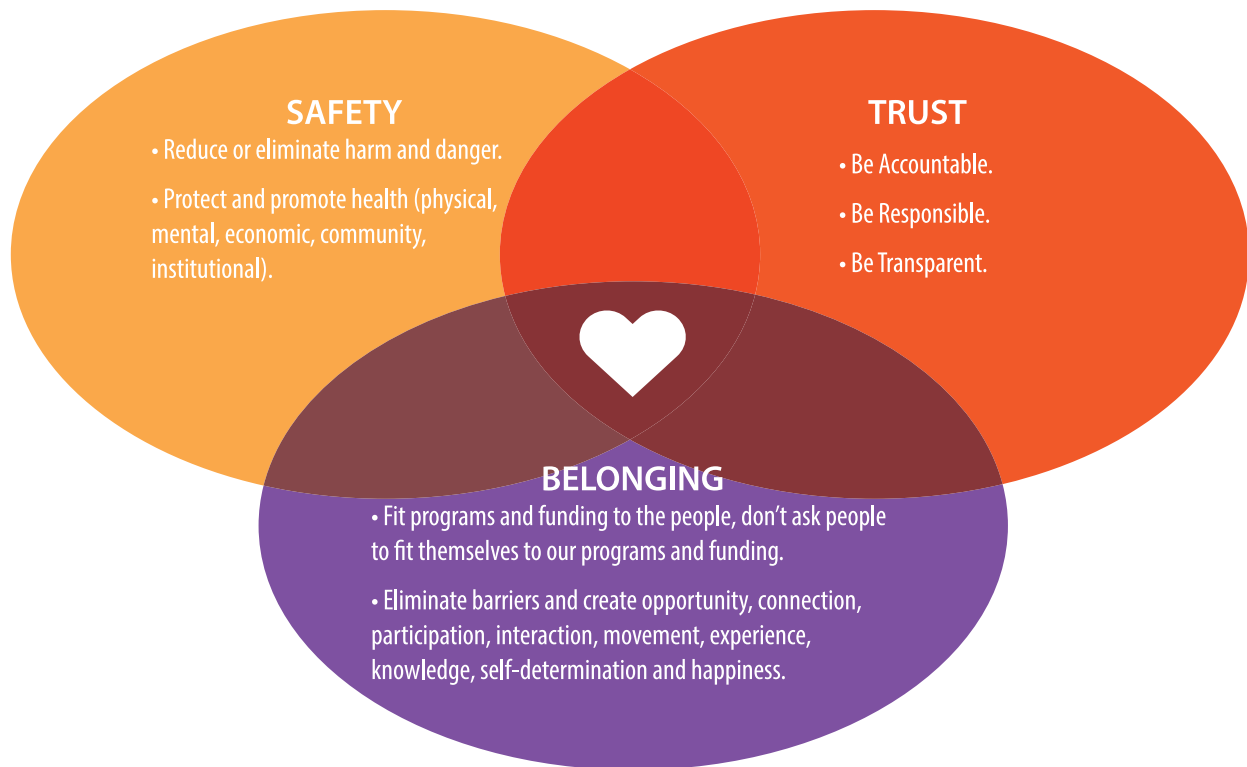 SAFETY
• Reduce or eliminate harm and danger.
• Protect and promote health (physical,
mental, economic, community,
institutional).
TRUST
• Be Accountable.
• Be Responsible.
• Be Transparent.
BELONGING
• Fit programs and funding to the people, don’t ask people
to fit themselves to our programs and funding.
• Eliminate barriers and create opportunity, connection,
participation, interaction, movement, experience,
knowledge, self-determination and happiness.